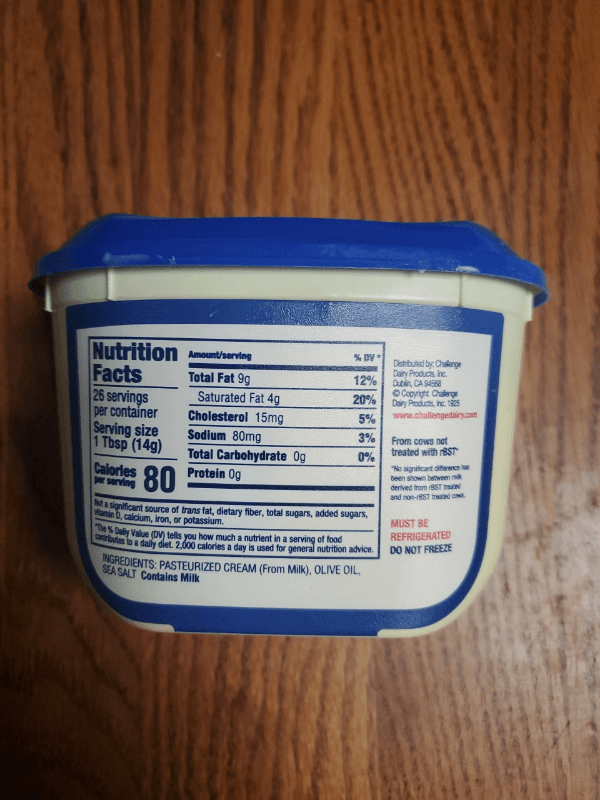 Nutrition
Facts
26 servings
per container
Serving size
1 Tbsp (14g)
Calories
per serving
80
Amount/serving % DV*
Total Fat 9g 12%
Saturated Fat 4g 20%
Cholesterol 15mg 5%
Sodium 80mg 3%
Total Carbohydrate 0g 0%
Protein 0g
Not a significant source of trans fat, dietary fiber, total sugars, added sugars,
vitamin D, calcium, iron, or potassium.
*The % Daily Value (DV) tells you how much a nutrient in a serving of food
contributes to a daily diet. 2,000 calories a day is used for general nutrition advice.
INGREDIENTS: PASTEURIZED CREAM (From Milk), OLIVE OIL,
SEA SALT Contains Milk
Distributed by: Challenge
Dairy Products, Inc.
Dublin, CA 94568
© Copyright Challenge
Dairy Products, Inc. 1925
www.challengedairy.com
From cows not
treated with rBST*
*No significant difference has
been shown between milk
derived from rBST treated
and non-rBST treated cows.
MUST BE
REFRIGERATED
DO NOT FREEZE